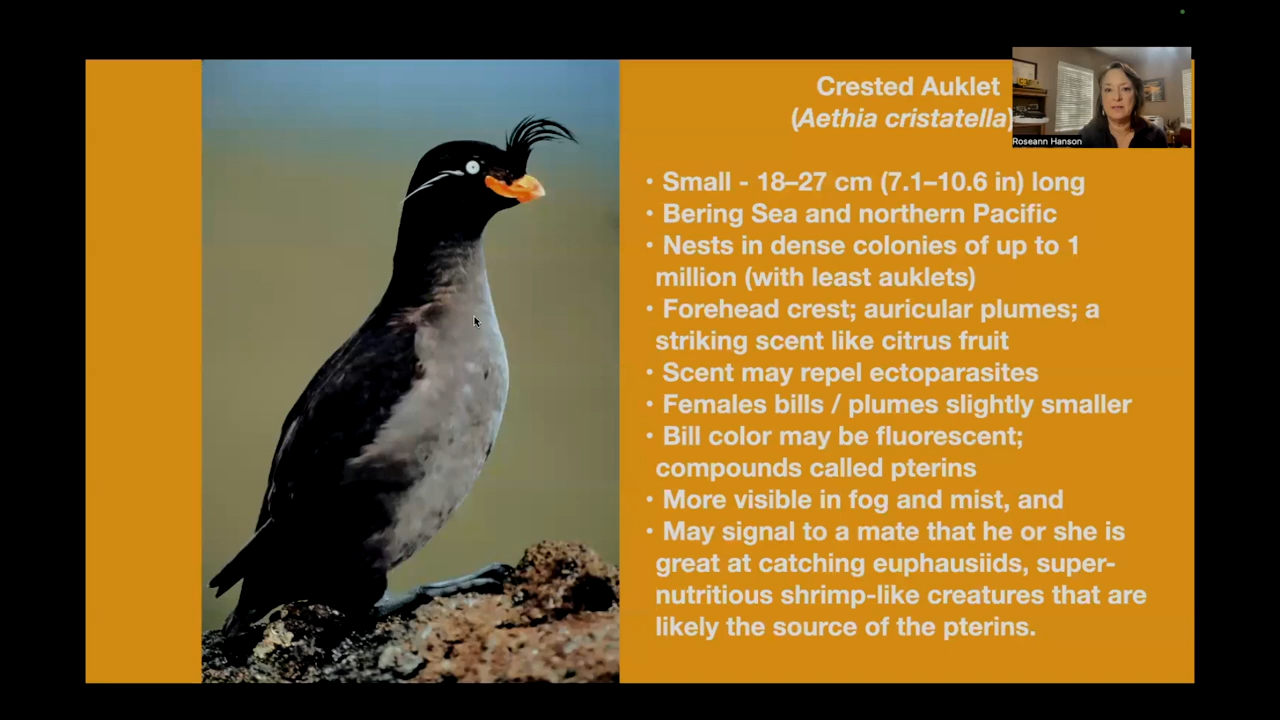 Crested Auklet
(Aethia cristatella)
Roseann Hanson
• Small - 18–27 cm (7.1–10.6 in) long
• Bering Sea and northern Pacific
• Nests in dense colonies of up to 1
million (with least auklets)
• Forehead crest; auricular plumes; a
striking scent like citrus fruit
• Scent may repel ectoparasites
• Females bills / plumes slightly smaller
• Bill color may be fluorescent;
compounds called pterins
• More visible in fog and mist, and
• May signal to a mate that he or she is
great at catching euphausiids, super-
nutritious shrimp-like creatures that are
likely the source of the pterins.